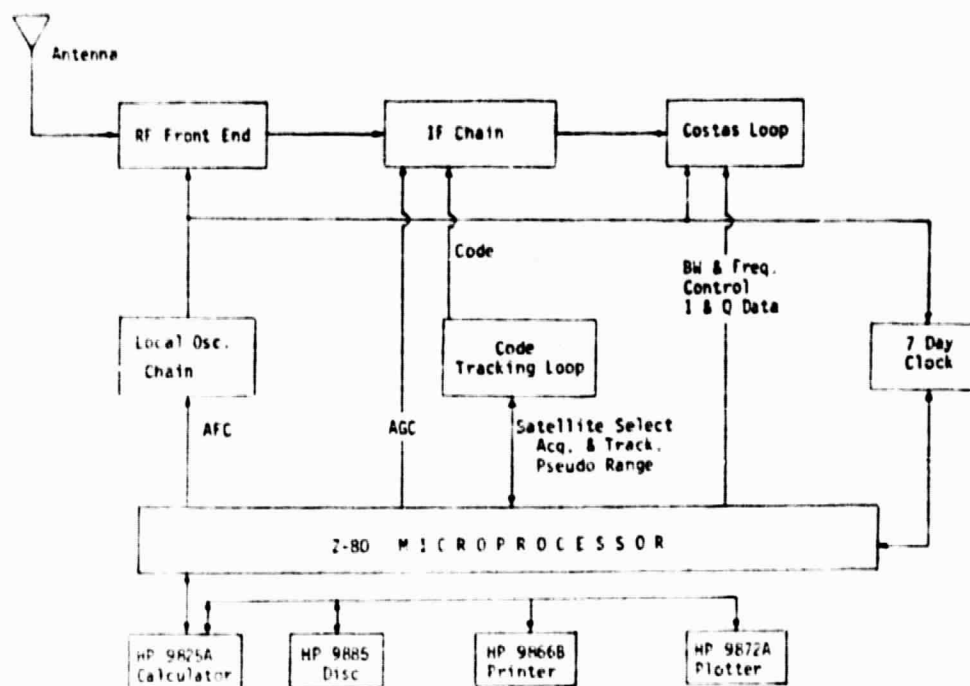 Antenna
RF Front End
IF Chain
Costas Loop
Code
BW & Freq.
Control
I & Q Data
Local Osc.
Chain
Code
Tracking Loop
7 Day
Clock
AFC
AGC
Satellite Select
Acq. & Track.
Pseudo Range
Z-80 MICROPROCESSOR
HP 9825A
Calculator
HP 9885
Disc
HP 9866B
Printer
HP 9872A
Plotter